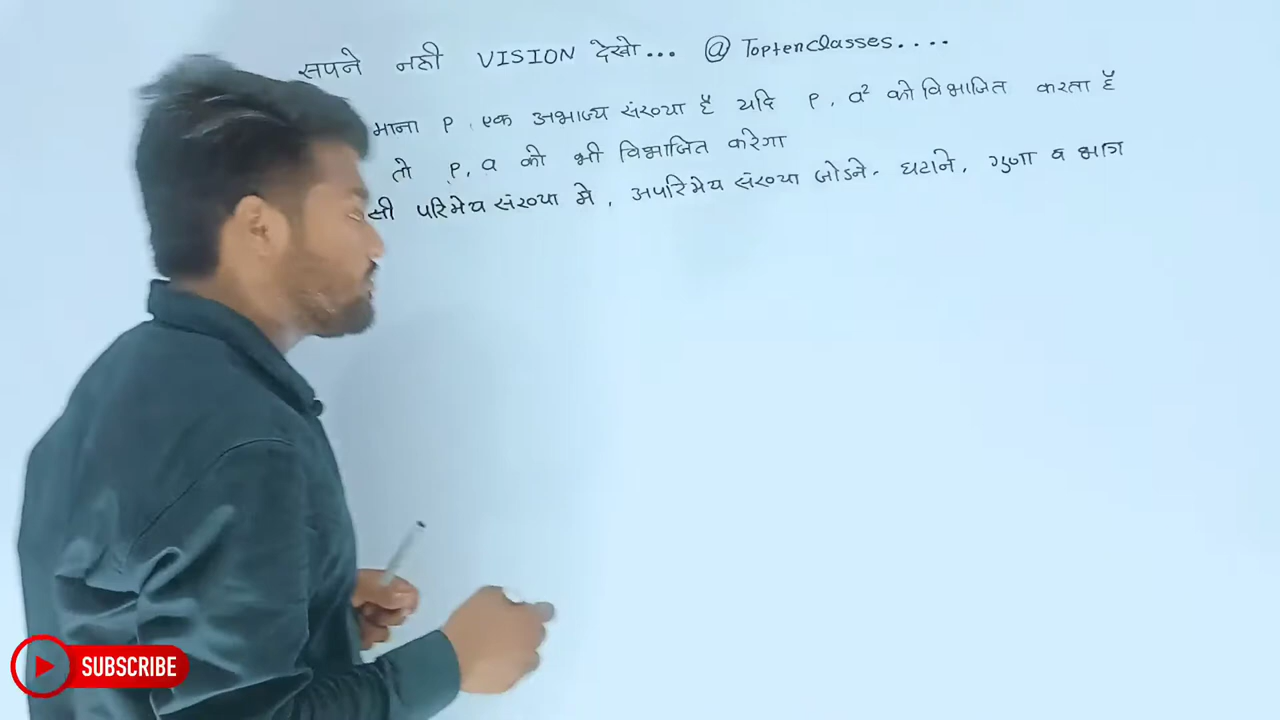 सपने नही VISION देखो... @ Toptenclasses....
माना P, एक अभाज्य संख्या है यदि P, a² को विभाजित करता है
तो P, a को भी विभाजित करेगा
सी परिमेय संख्या मे, अपरिमेय संख्या जोडने, घटाने, गुणा व भाग
SUBSCRIBE